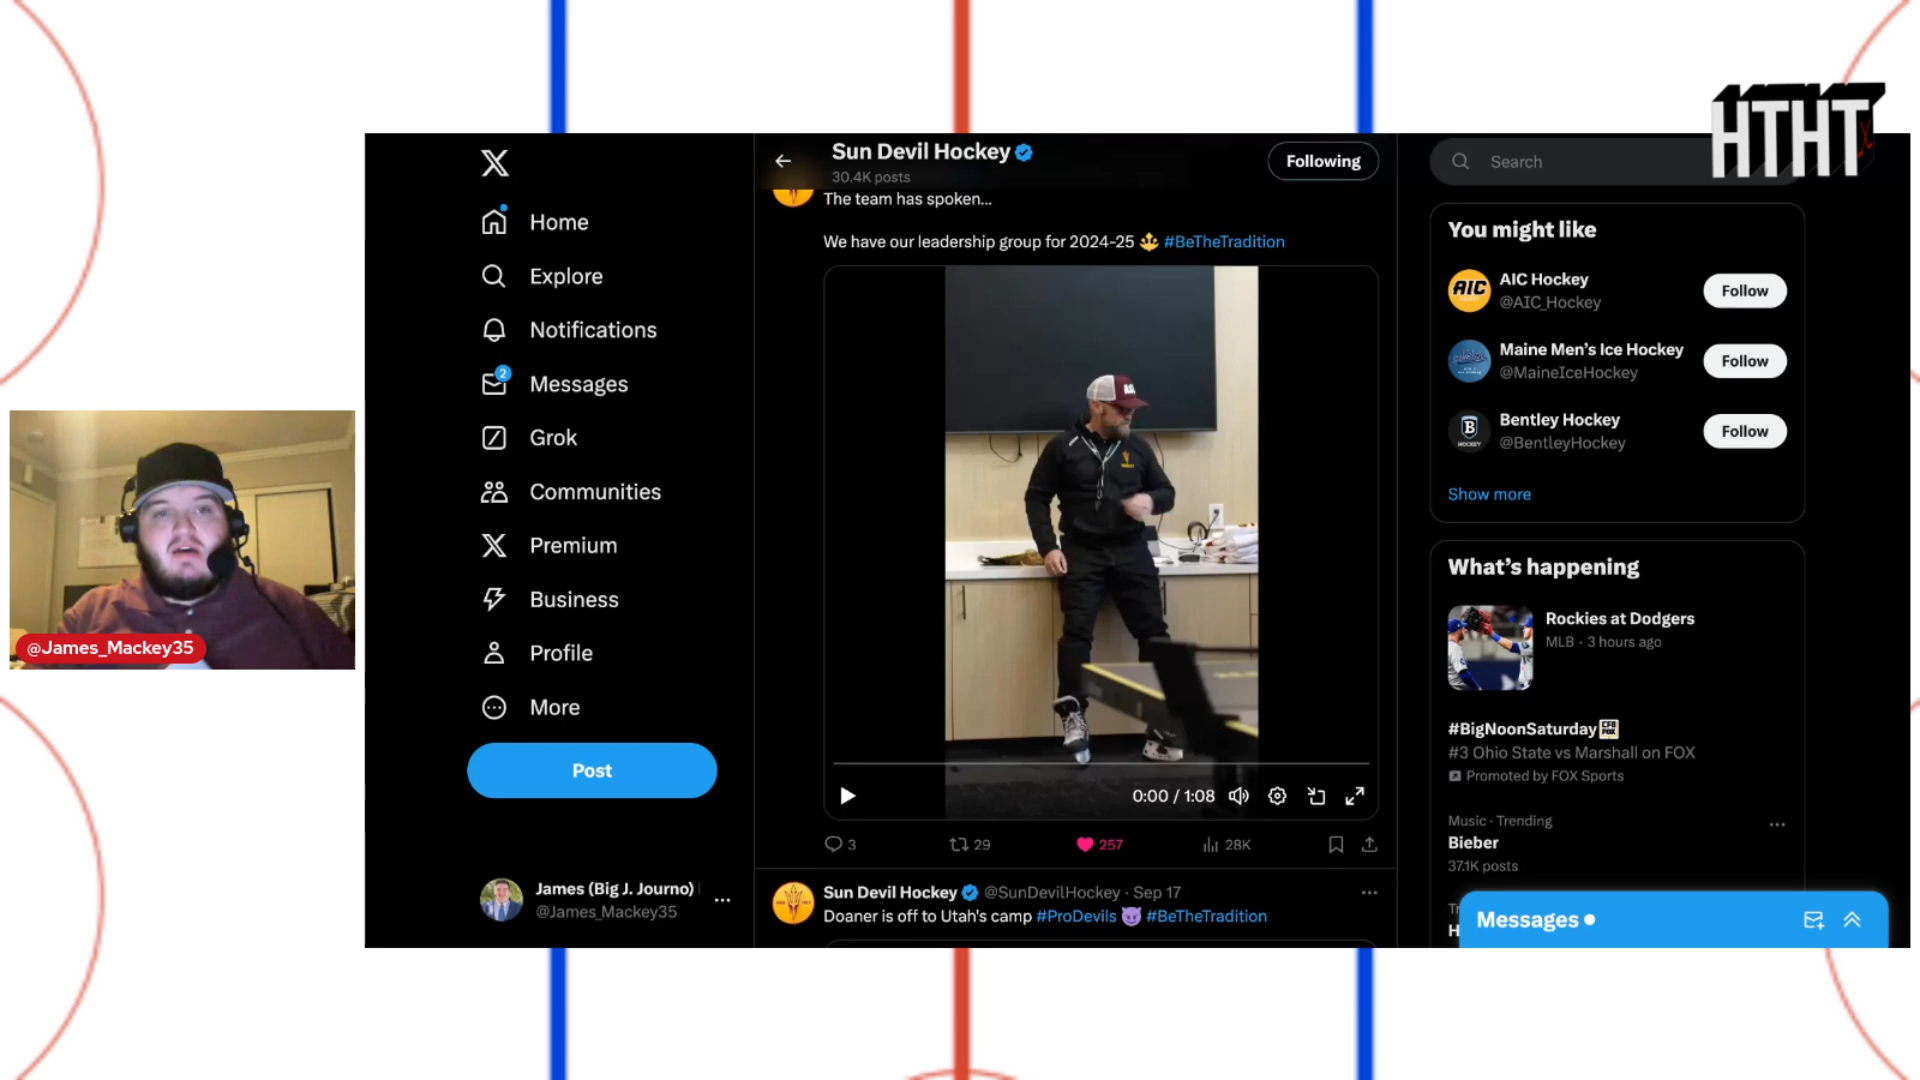 HTHT
Sun Devil Hockey
30.4K posts
Following
Search
The team has spoken...
We have our leadership group for 2024-25 #BeTheTradition
Home
Explore
Notifications
2
Messages
Grok
Communities
Premium
Business
Profile
More
Post
James (Big J. Journo)
@James_Mackey35
@James_Mackey35
0:00 / 1:08
3
29
257
28K
Sun Devil Hockey @SunDevilHockey · Sep 17
Doaner is off to Utah's camp #ProDevils #BeTheTradition
You might like
AIC
AIC Hockey
@AIC_Hockey
Follow
Maine Men's Ice Hockey
@MaineIceHockey
Follow
B
HOCKEY
Bentley Hockey
@BentleyHockey
Follow
Show more
What's happening
Rockies at Dodgers
MLB · 3 hours ago
#BigNoonSaturday
#3 Ohio State vs Marshall on FOX
Promoted by FOX Sports
Music · Trending
Bieber
37.1K posts
Tr
H
Messages